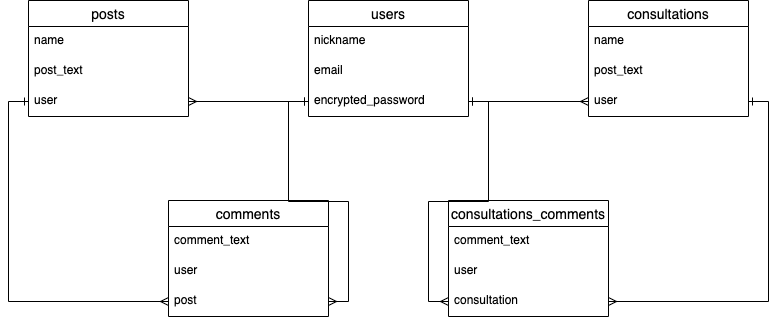 posts
name
post_text
user
users
nickname
email
encrypted_password
consultations
name
post_text
user
comments
comment_text
user
post
consultations_comments
comment_text
user
consultation